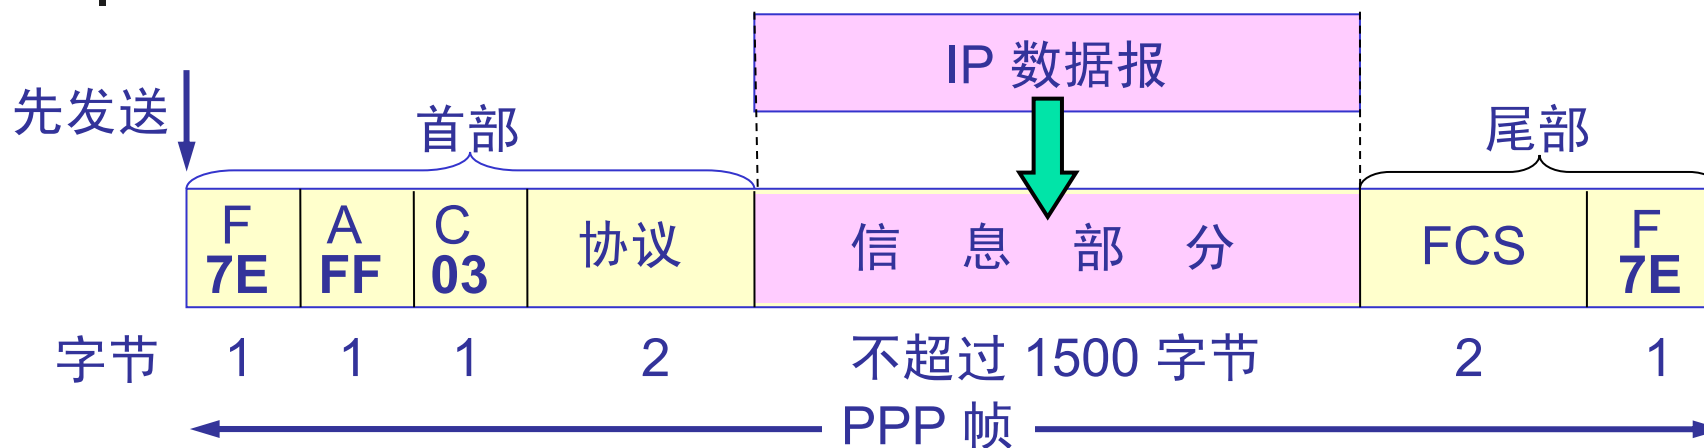 IP 数据报
先发送
首部
尾部
F A C 协议 信息部分 FCS F
7E FF 03 7E
字节 1 1 1 2 不超过 1500 字节 2 1
PPP 帧